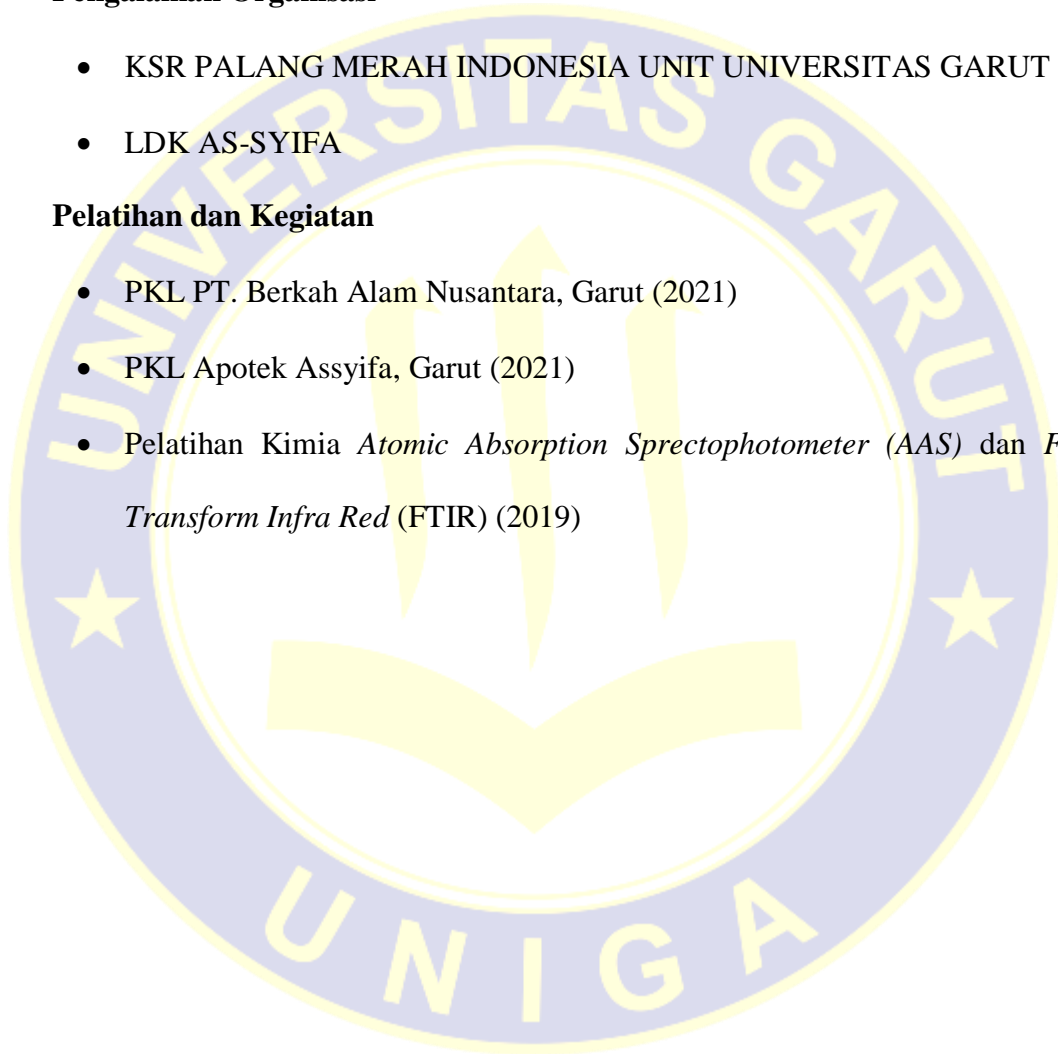 Pengalaman Organisasi
• KSR PALANG MERAH INDONESIA UNIT UNIVERSITAS GARUT
• LDK AS-SYIFA
Pelatihan dan Kegiatan
• PKL PT. Berkah Alam Nusantara, Garut (2021)
• PKL Apotek Assyifa, Garut (2021)
• Pelatihan Kimia Atomic Absorption Sprectophotometer (AAS) dan F
Transform Infra Red (FTIR) (2019)
UNIVERSITAS GARUT
UNIGA